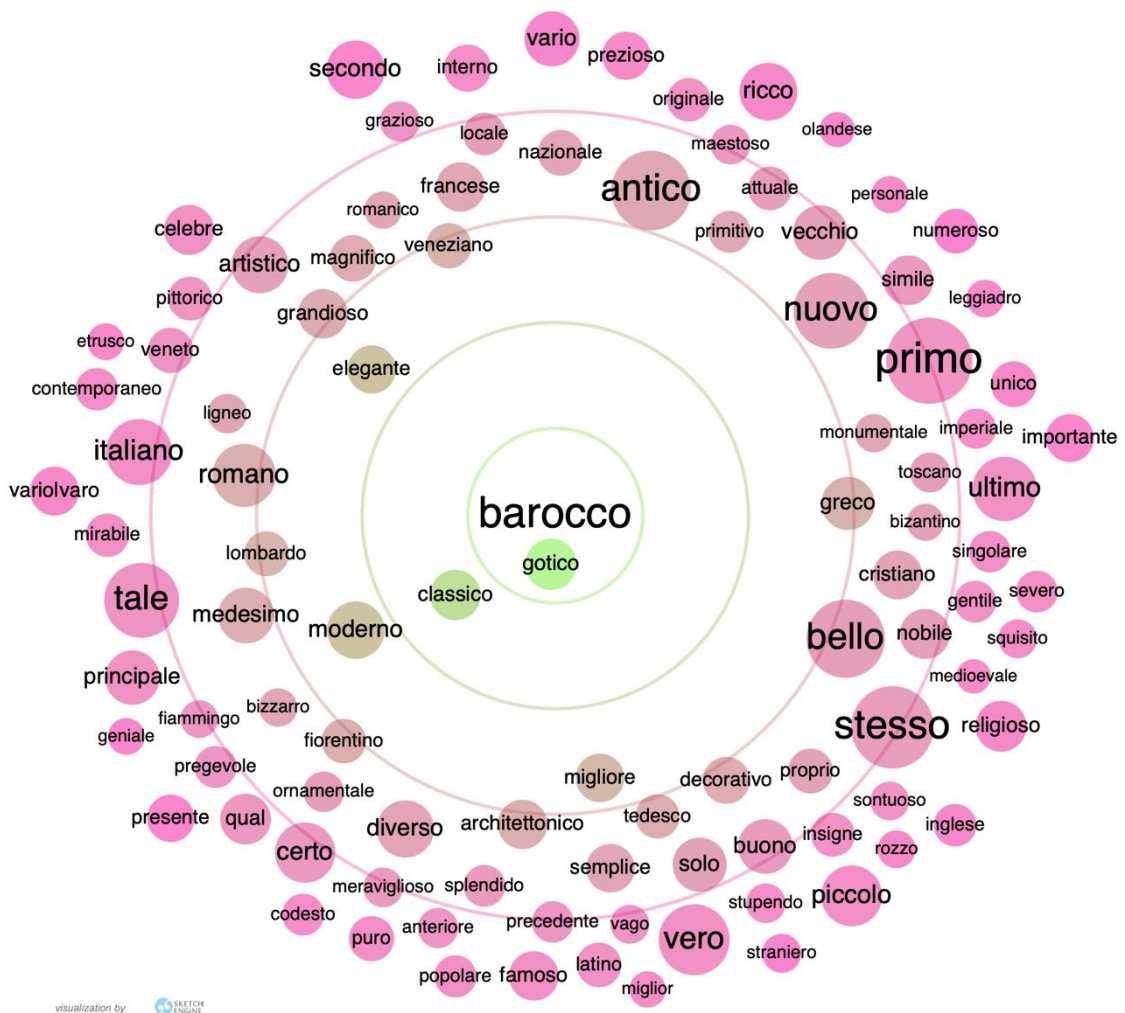 vario
secondo
interno
prezioso
ricco
originale
olandese
grazioso
locale
maestoso
nazionale
francese
antico
attuale
personale
romanico
celebre
primitivo
vecchio
numeroso
veneziano
artistico
magnifico
simile
pittorico
leggiadro
grandioso
nuovo
etrusco
veneto
primo
elegante
unico
contemporaneo
ligneo
monumentale
imperiale
importante
italiano
romano
toscano
ultimo
variolvaro
barocco
greco
bizantino
mirabile
lombardo
singolare
gotico
cristiano
classico
severo
tale
gentile
medesimo
moderno
bello
nobile
squisito
principale
medioevale
bizzarro
fiammingo
stesso
religioso
geniale
fiorentino
pregevole
migliore
decorativo
proprio
ornamentale
sontuoso
presente
qual
diverso
architettonico
tedesco
inglese
insigne
buono
rozzo
certo
semplice
solo
meraviglioso
splendido
piccolo
stupendo
codesto
precedente
vago
anteriore
puro
vero
straniero
latino
popolare
famoso
miglior
visualization by SKETCH
ENGINE